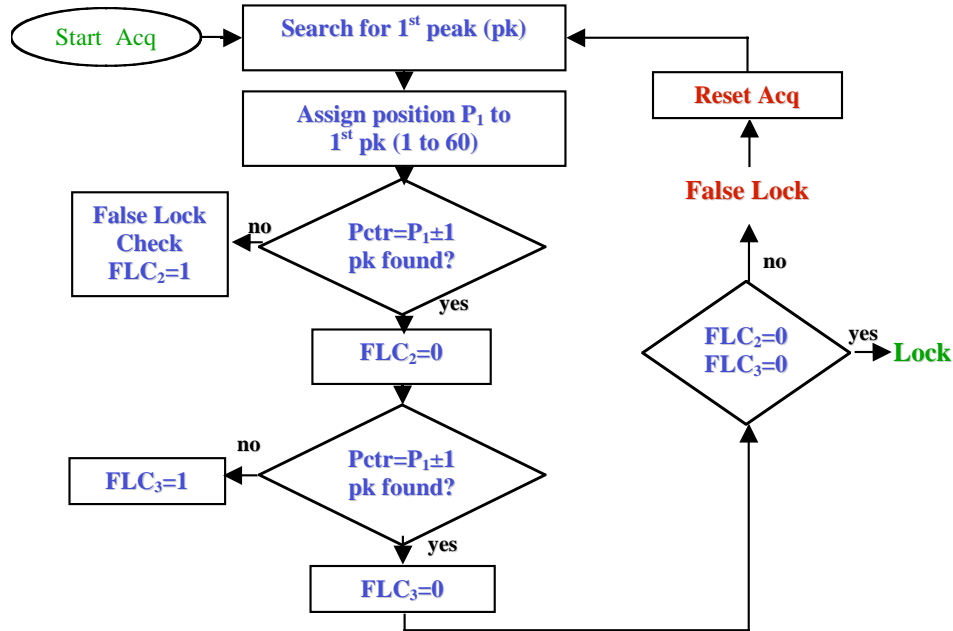 Start Acq
Search for 1st peak (pk)
Assign position P1 to
1st pk (1 to 60)
Pctr=P1±1
pk found?
no
False Lock
Check
FLC2=1
yes
FLC2=0
Pctr=P1±1
pk found?
no
FLC3=1
yes
FLC3=0
FLC2=0
FLC3=0
yes
Lock
no
False Lock
Reset Acq